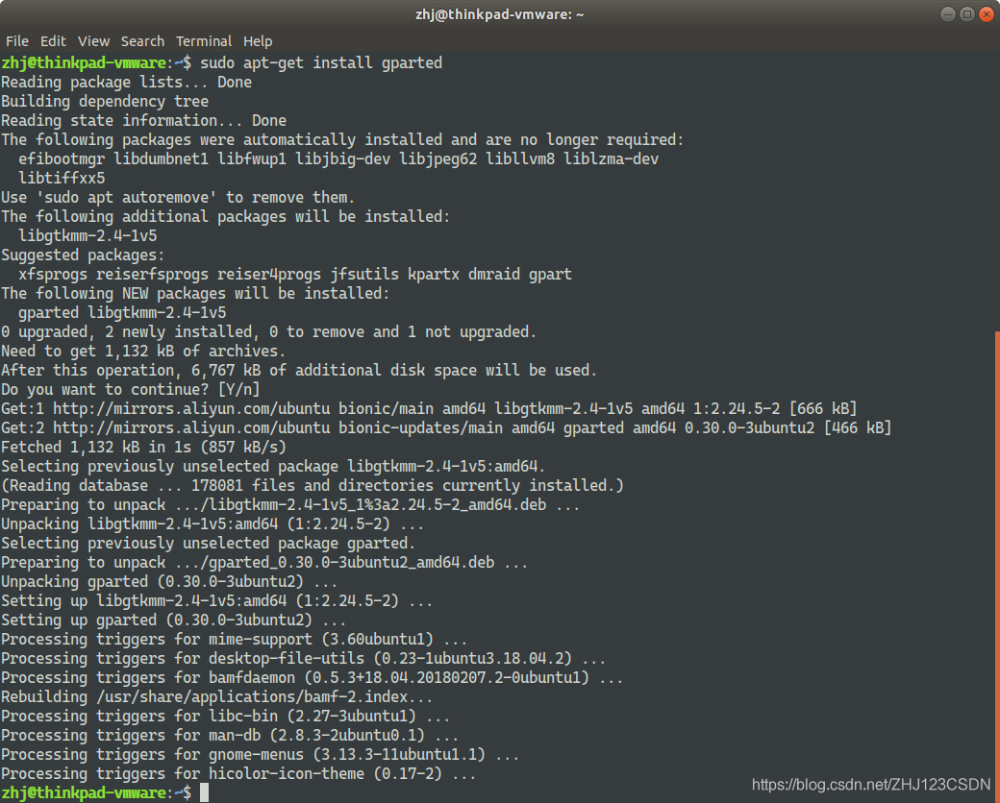 zhj@thinkpad-vmware: ~
File Edit View Search Terminal Help
zhj@thinkpad-vmware:~$ sudo apt-get install gparted
Reading package lists... Done
Building dependency tree
Reading state information... Done
The following packages were automatically installed and are no longer required:
  efibootmgr libdumbnet1 libfwup1 libjbig-dev libjpeg62 libllvm8 liblzma-dev
  libtiffxx5
Use 'sudo apt autoremove' to remove them.
The following additional packages will be installed:
  libgtkmm-2.4-1v5
Suggested packages:
  xfsprogs reiserfsprogs reiser4progs jfsutils kpartx dmraid gpart
The following NEW packages will be installed:
  gparted libgtkmm-2.4-1v5
0 upgraded, 2 newly installed, 0 to remove and 1 not upgraded.
Need to get 1,132 kB of archives.
After this operation, 6,767 kB of additional disk space will be used.
Do you want to continue? [Y/n]
Get:1 http://mirrors.aliyun.com/ubuntu bionic/main amd64 libgtkmm-2.4-1v5 amd64 1:2.24.5-2 [666 kB]
Get:2 http://mirrors.aliyun.com/ubuntu bionic-updates/main amd64 gparted amd64 0.30.0-3ubuntu2 [466 kB]
Fetched 1,132 kB in 1s (857 kB/s)
Selecting previously unselected package libgtkmm-2.4-1v5:amd64.
(Reading database ... 178081 files and directories currently installed.)
Preparing to unpack .../libgtkmm-2.4-1v5_1%3a2.24.5-2_amd64.deb ...
Unpacking libgtkmm-2.4-1v5:amd64 (1:2.24.5-2) ...
Selecting previously unselected package gparted.
Preparing to unpack .../gparted_0.30.0-3ubuntu2_amd64.deb ...
Unpacking gparted (0.30.0-3ubuntu2) ...
Setting up libgtkmm-2.4-1v5:amd64 (1:2.24.5-2) ...
Setting up gparted (0.30.0-3ubuntu2) ...
Processing triggers for mime-support (3.60ubuntu1) ...
Processing triggers for desktop-file-utils (0.23-1ubuntu3.18.04.2) ...
Processing triggers for bamfdaemon (0.5.3+18.04.20180207.2-0ubuntu1) ...
Rebuilding /usr/share/applications/bamf-2.index...
Processing triggers for libc-bin (2.27-3ubuntu1) ...
Processing triggers for man-db (2.8.3-2ubuntu0.1) ...
Processing triggers for gnome-menus (3.13.3-11ubuntu1.1) ...
Processing triggers for hicolor-icon-theme (0.17-2) ...
zhj@thinkpad-vmware:~$
https://blog.csdn.net/ZHJ123CSDN